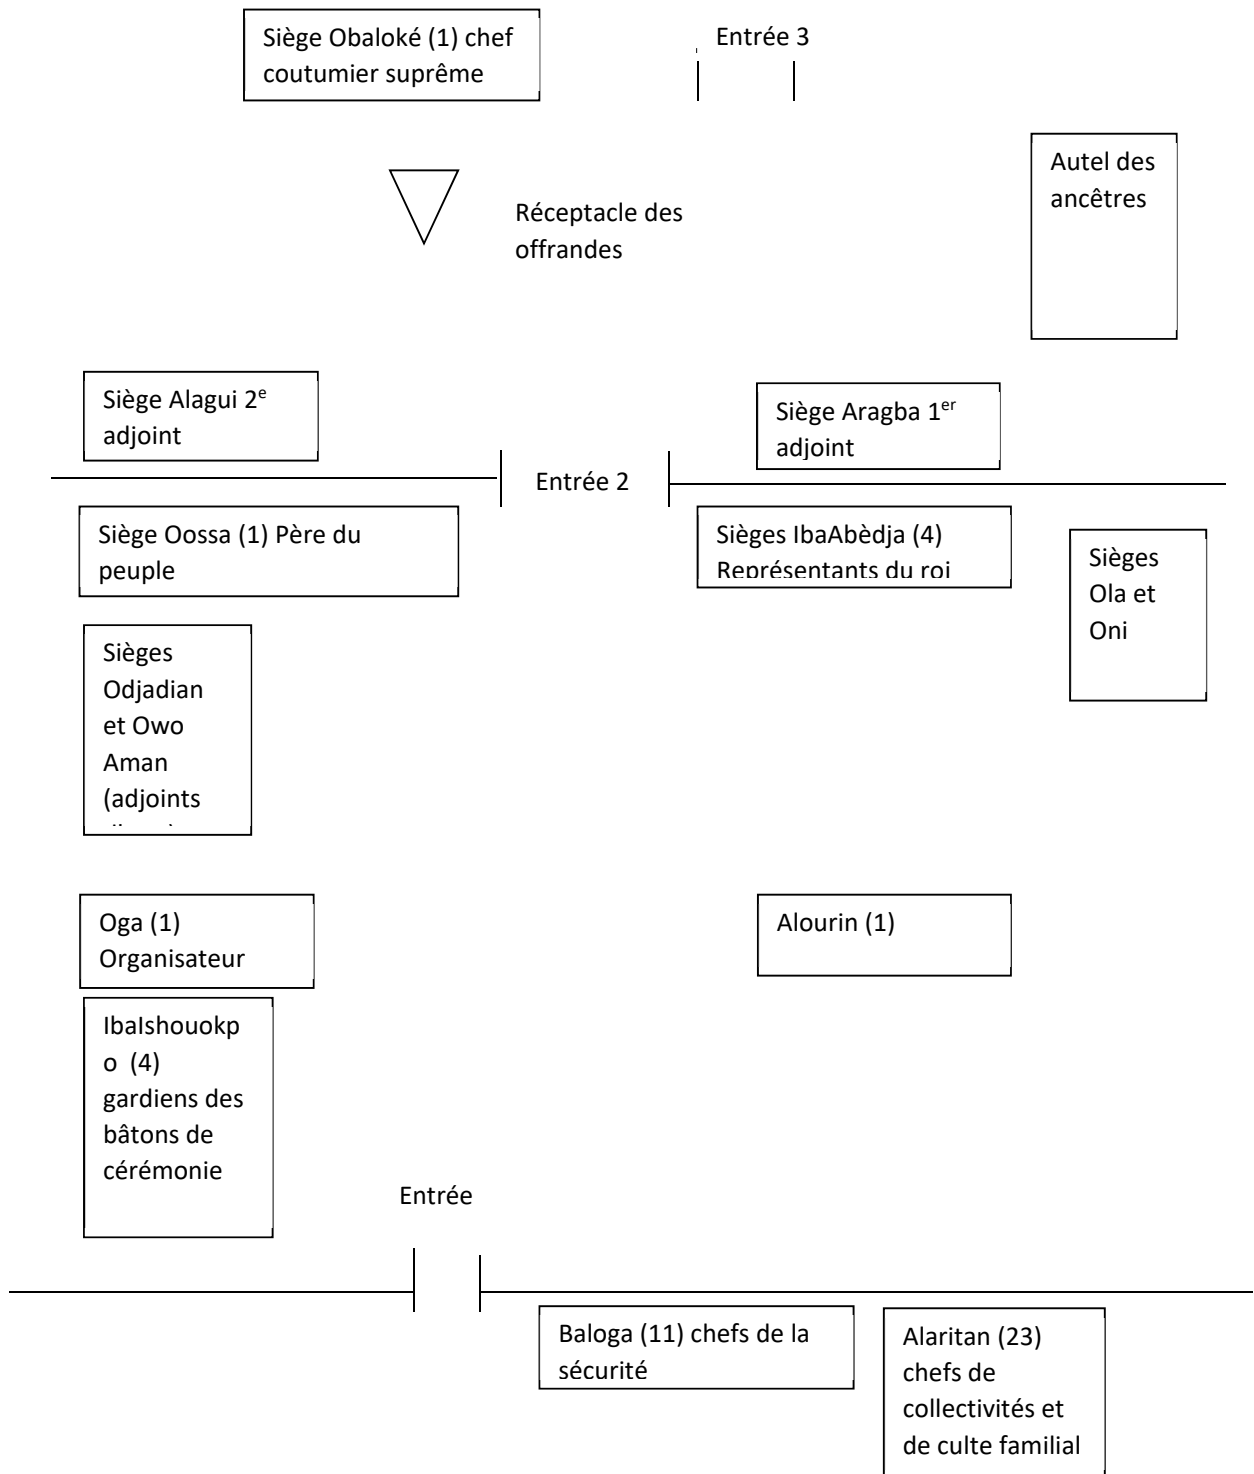 Siège Obaloké (1) chef
coutumier suprême
Entrée 3
Autel des
ancêtres
Réceptacle des
offrandes
Siège Alagui 2e
adjoint
Siège Aragba 1er
adjoint
Entrée 2
Siège Oossa (1) Père du
peuple
Sièges IbaAbèdja (4)
Représentants du roi
Sièges
Ola et
Oni
Sièges
Odjadian
et Owo
Aman
(adjoints
Oga (1)
Organisateur
Alourin (1)
IbaIshouokp
o (4)
gardiens des
bâtons de
cérémonie
Entrée
Baloga (11) chefs de la
sécurité
Alaritan (23)
chefs de
collectivités et
de culte familial